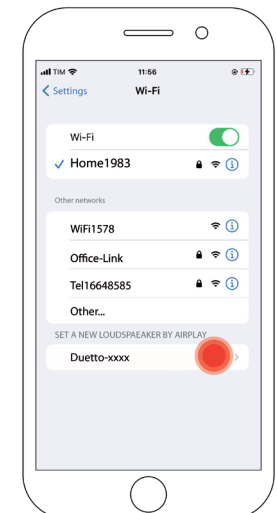 TIM 11:56
Settings Wi-Fi
Wi-Fi
Home1983
Other networks
WiFi1578
Office-Link
Tel16648585
Other...
SET A NEW LOUDSPAEAKER BY AIRPLAY
Duetto-xxxx